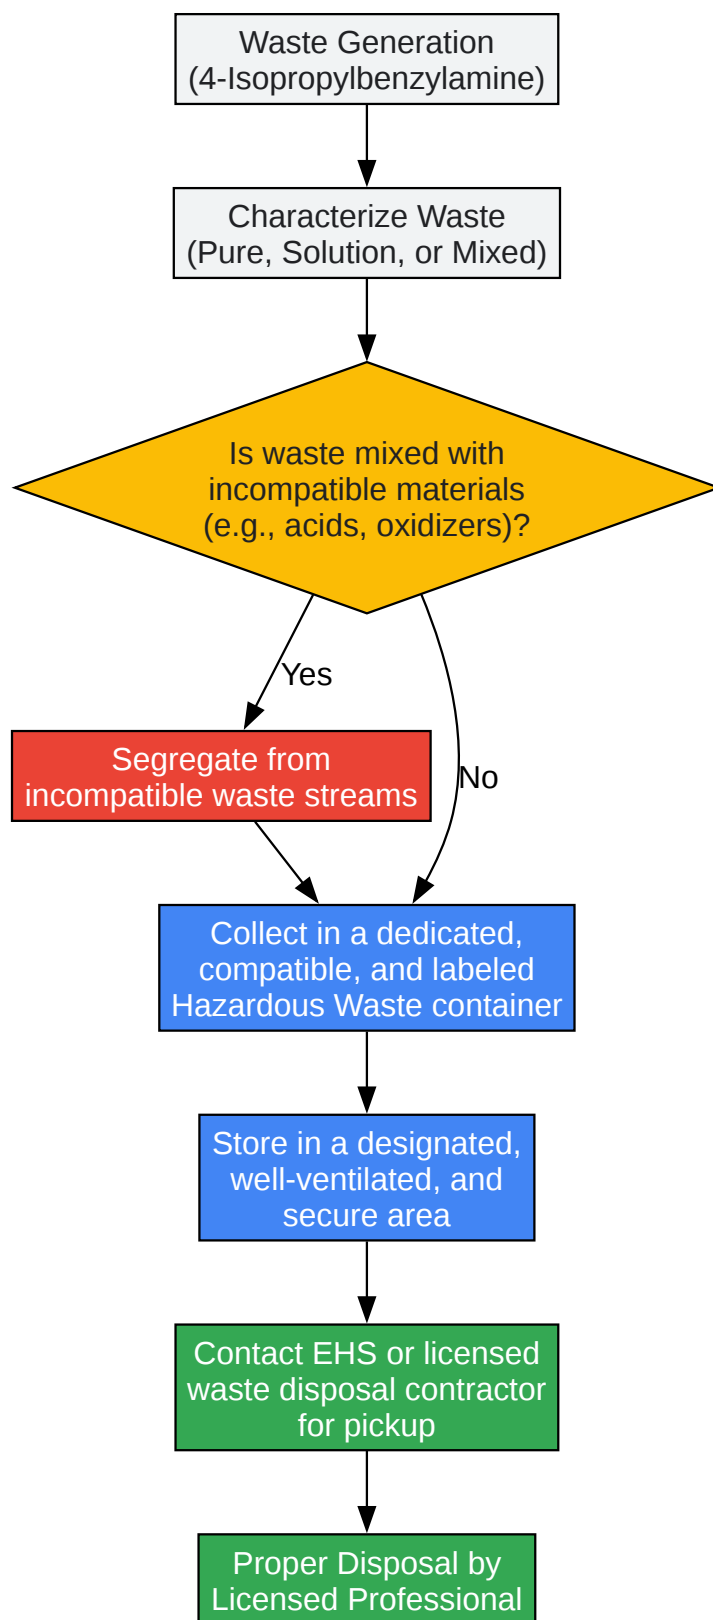 Waste Generation
(4-Isopropylbenzylamine)
Characterize Waste
(Pure, Solution, or Mixed)
Is waste mixed with
incompatible materials
(e.g., acids, oxidizers)?
Yes
Segregate from
incompatible waste streams
No
Collect in a dedicated,
compatible, and labeled
Hazardous Waste container
Store in a designated,
well-ventilated, and
secure area
Contact EHS or licensed
waste disposal contractor
for pickup
Proper Disposal by
Licensed Professional